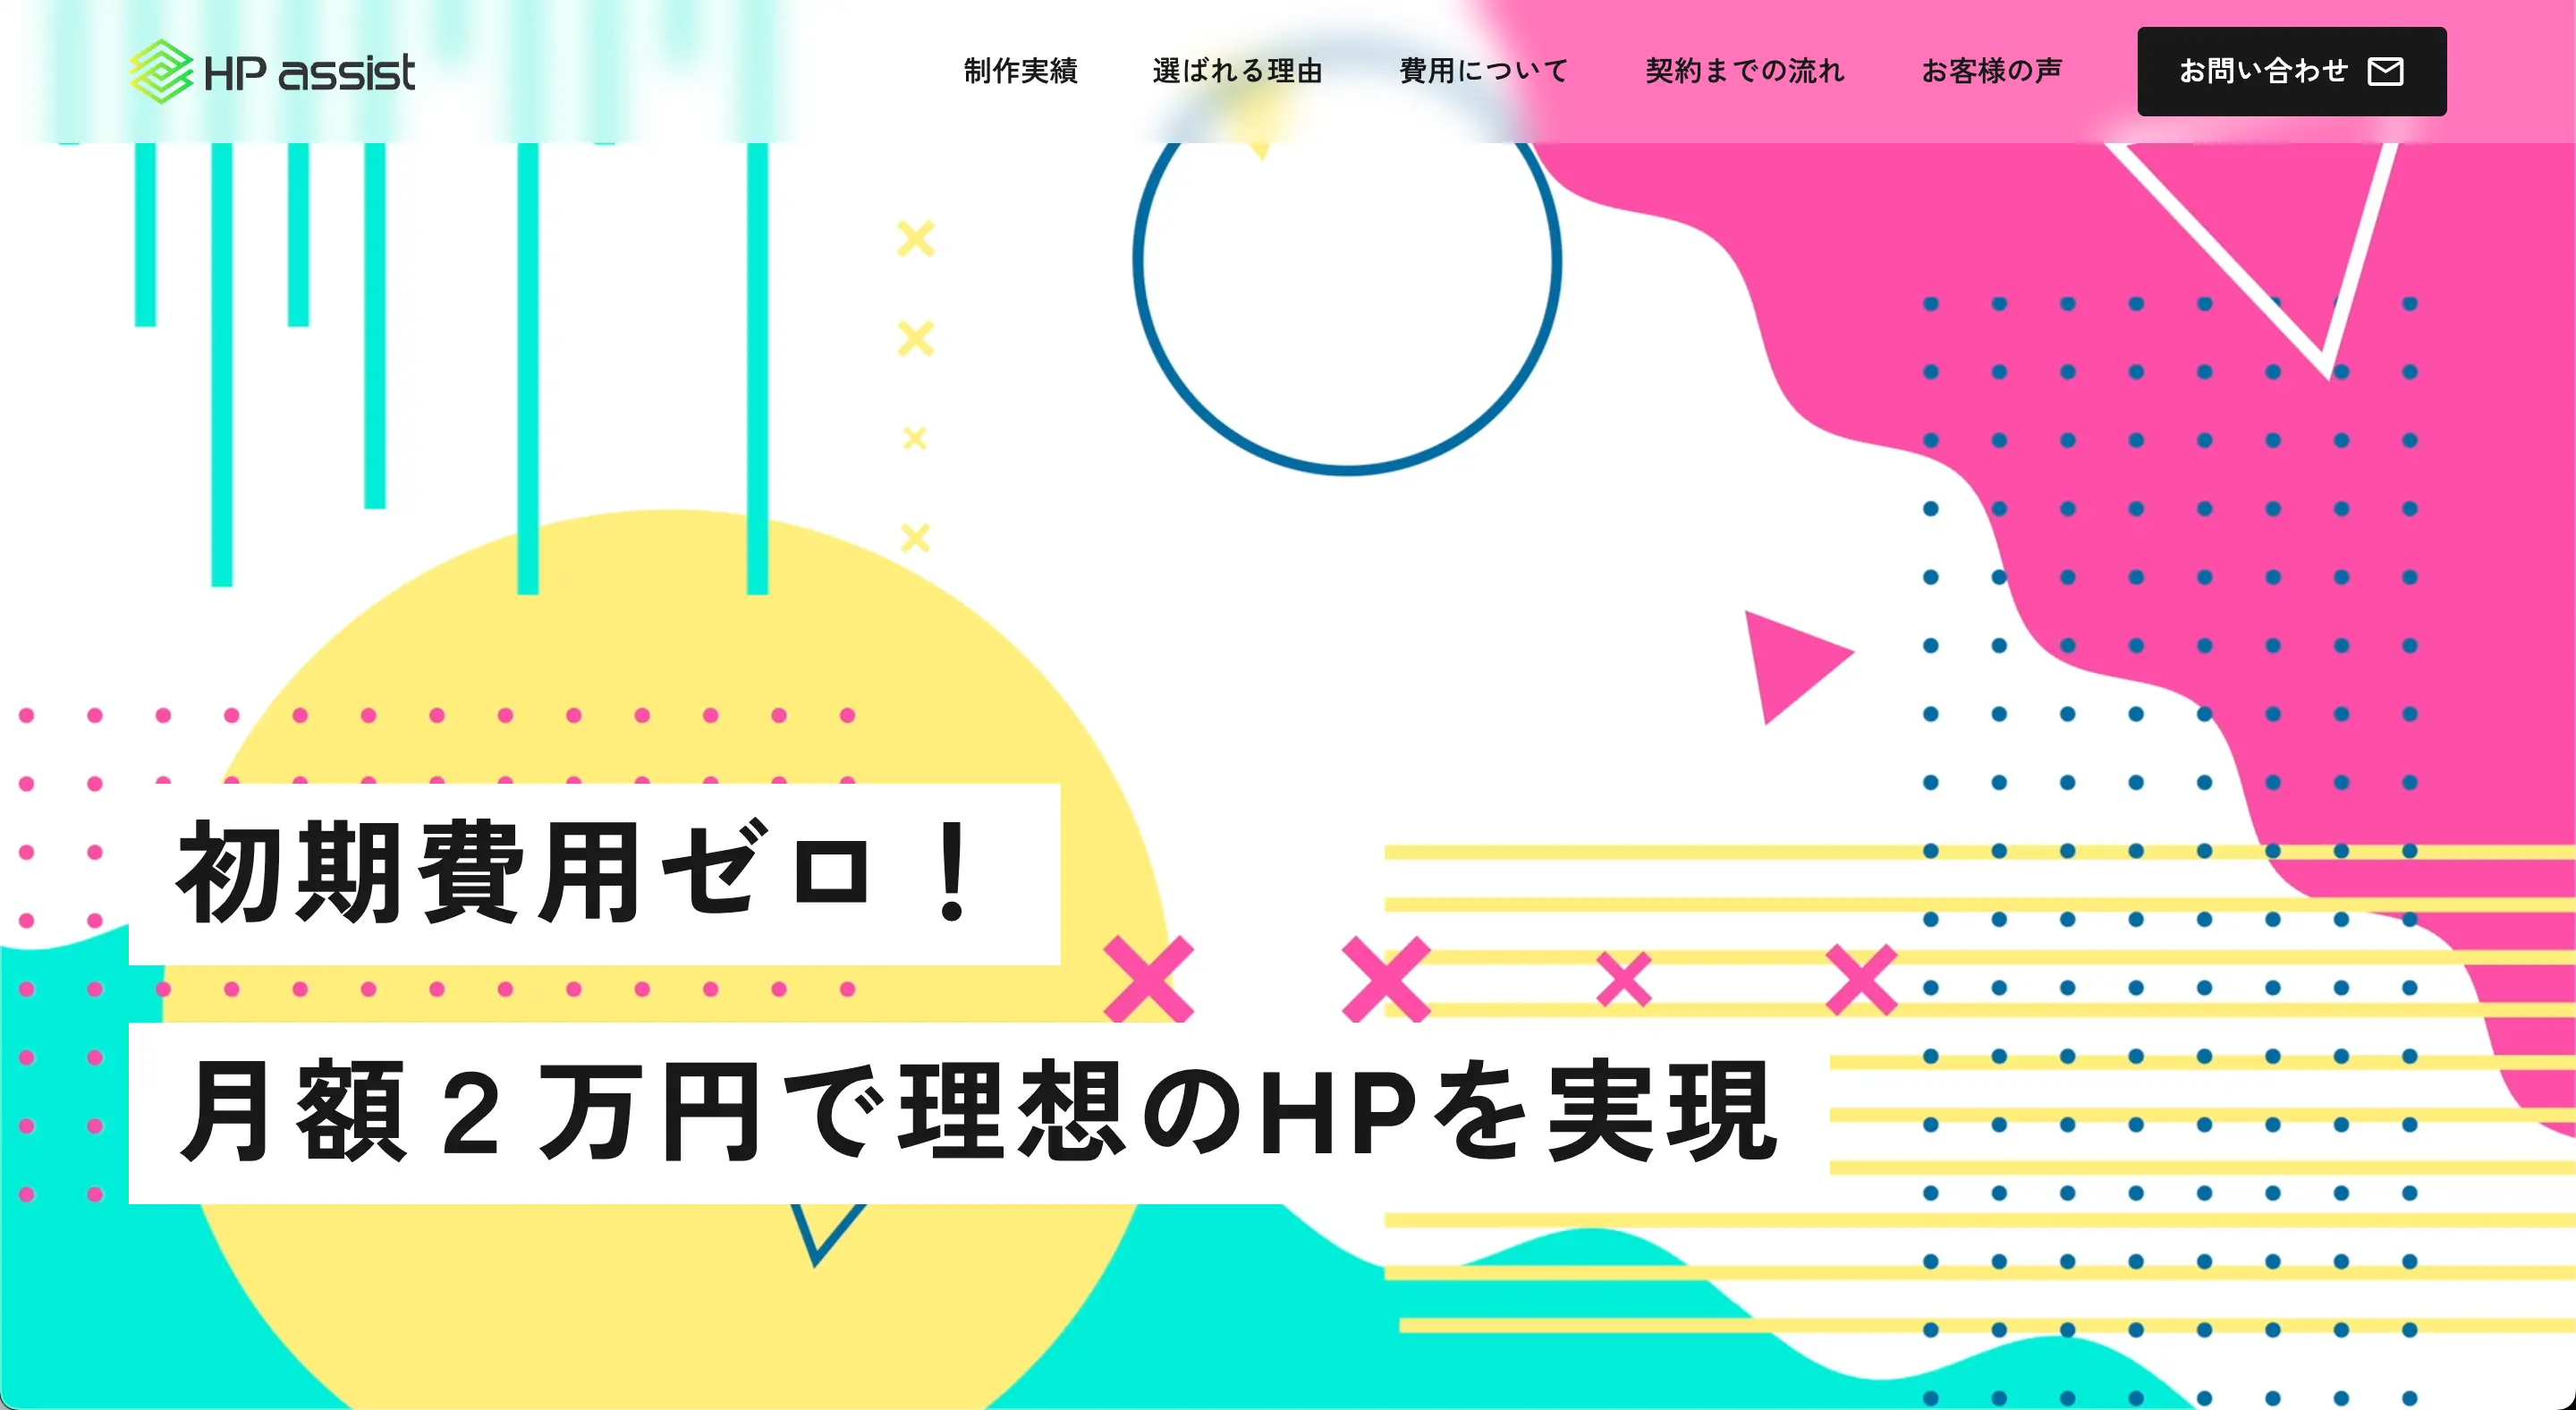 HP assist
制作実績
選ばれる理由
費用について
契約までの流れ
お客様の声
お問い合わせ
初期費用ゼロ！
月額２万円で理想のHPを実現